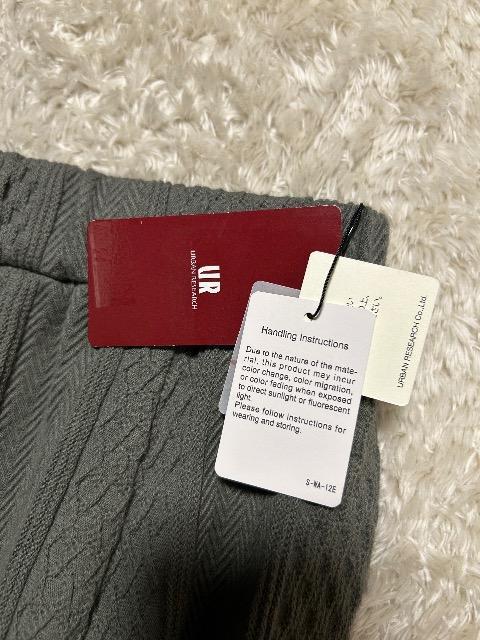 UR
URBAN RESEARCH
URBAN RESEARCH Co.,Ltd.
Handling Instructions
Due to the nature of the mate-
rial, this product may incur
color change, color migration,
or color fading when exposed
to direct sunlight or fluorescent
light.
Please follow instructions for
wearing and storing.
S-WA-12E